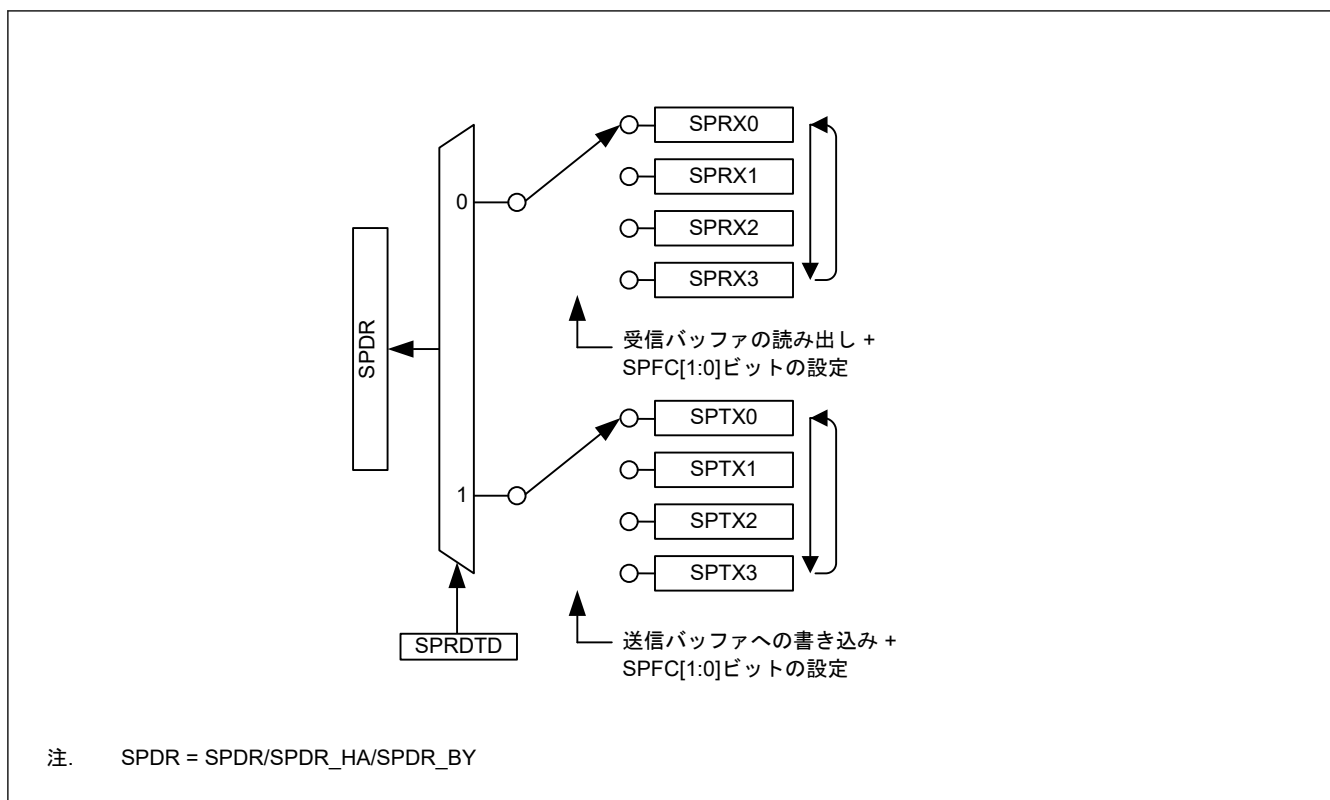 SPRX0
SPRX1
0
SPRX2
SPRX3
SPDR
受信バッファの読み出し +
SPFC[1:0]ビットの設定
SPTX0
SPTX1
1
SPTX2
SPTX3
SPRDTD
送信バッファへの書き込み +
SPFC[1:0]ビットの設定
注. SPDR = SPDR/SPDR_HA/SPDR_BY